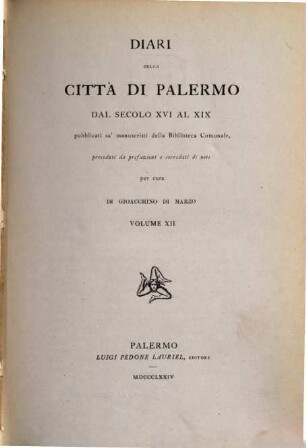 DIARI
DELLA
CITTÀ DI PALERMO
DAL SECOLO XVI AL XIX
pubblicati su' manoscritti della Biblioteca Comunale,
preceduti da prefazioni e corredati di note
per cura
DI GIOACCHINO DI MARZO
VOLUME XII
PALERMO
LUIGI PEDONE LAURIEL, EDITORE
MDCCCLXXIV